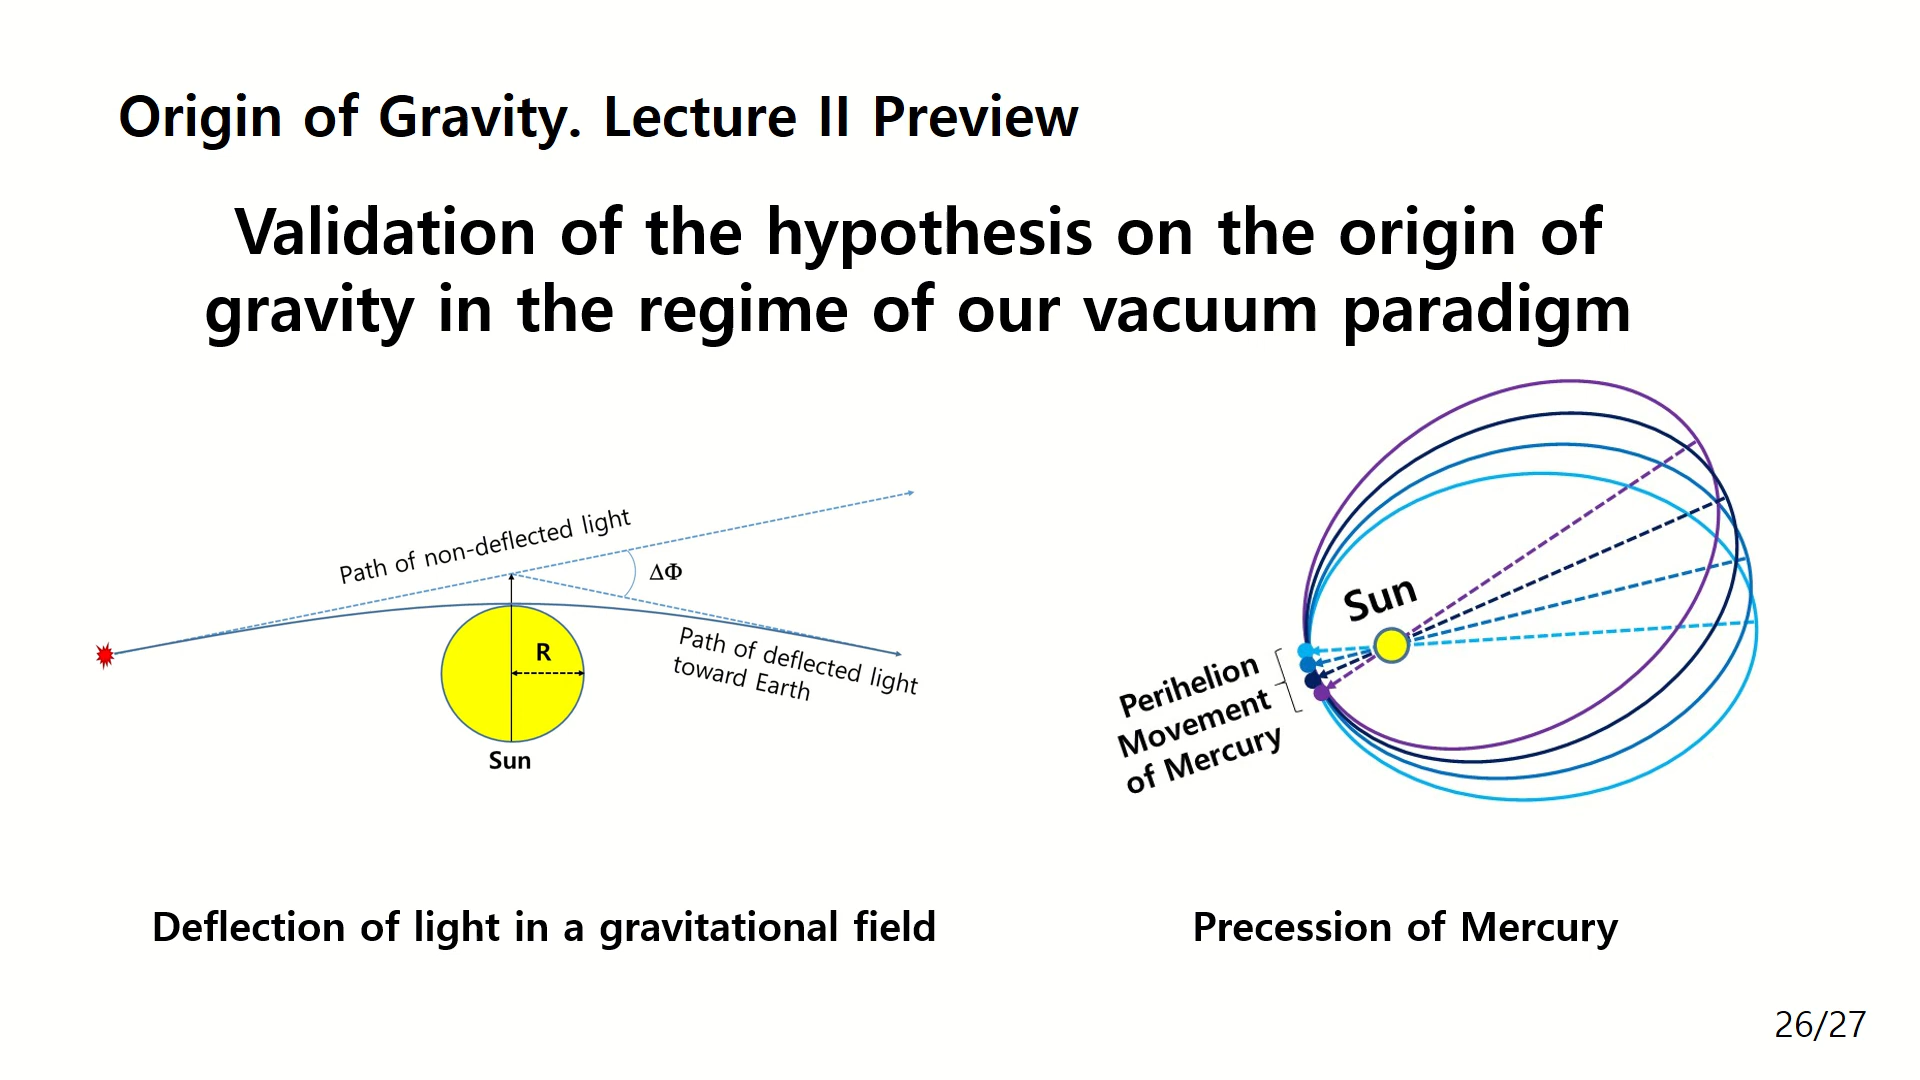 Origin of Gravity. Lecture II Preview
Validation of the hypothesis on the origin of
gravity in the regime of our vacuum paradigm
Path of non-deflected light
ΔΦ
R
Path of deflected light
toward Earth
Sun
Sun
Perihelion
Movement
of Mercury
Deflection of light in a gravitational field
Precession of Mercury
26/27